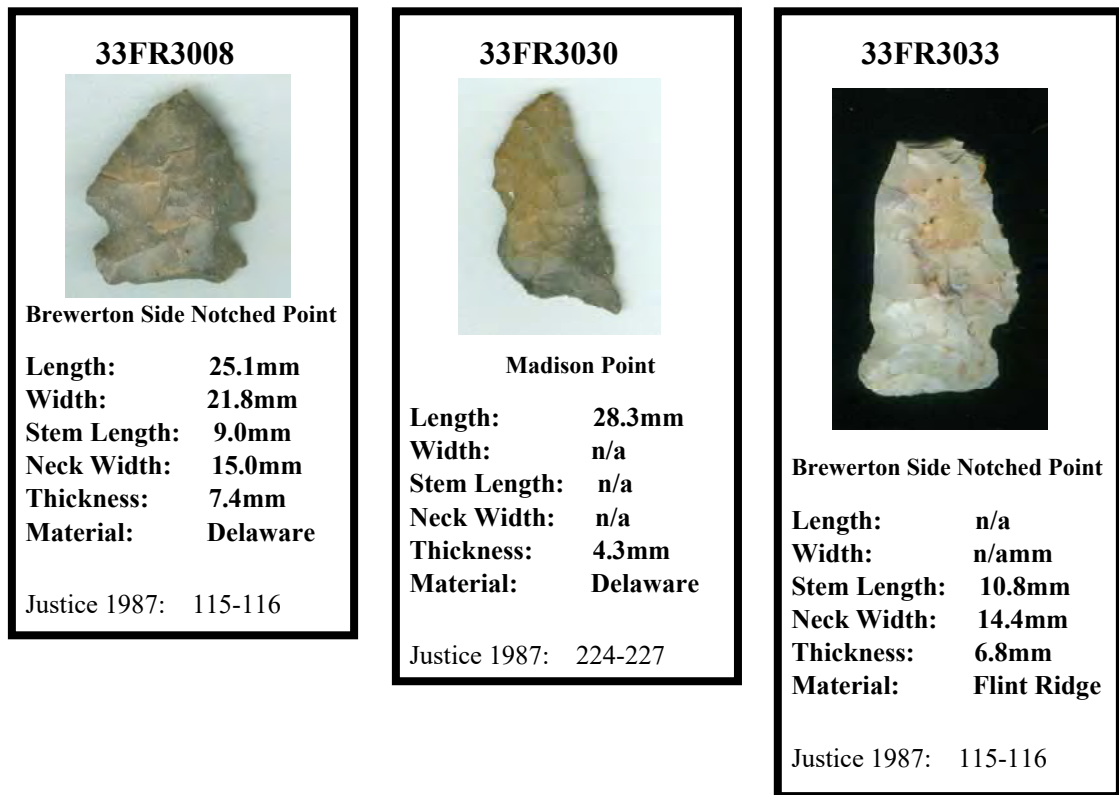 33FR3008
Brewerton Side Notched Point
Length: 25.1mm
Width: 21.8mm
Stem Length: 9.0mm
Neck Width: 15.0mm
Thickness: 7.4mm
Material: Delaware
Justice 1987: 115-116
33FR3030
Madison Point
Length: 28.3mm
Width: n/a
Stem Length: n/a
Neck Width: n/a
Thickness: 4.3mm
Material: Delaware
Justice 1987: 224-227
33FR3033
Brewerton Side Notched Point
Length: n/a
Width: n/amm
Stem Length: 10.8mm
Neck Width: 14.4mm
Thickness: 6.8mm
Material: Flint Ridge
Justice 1987: 115-116